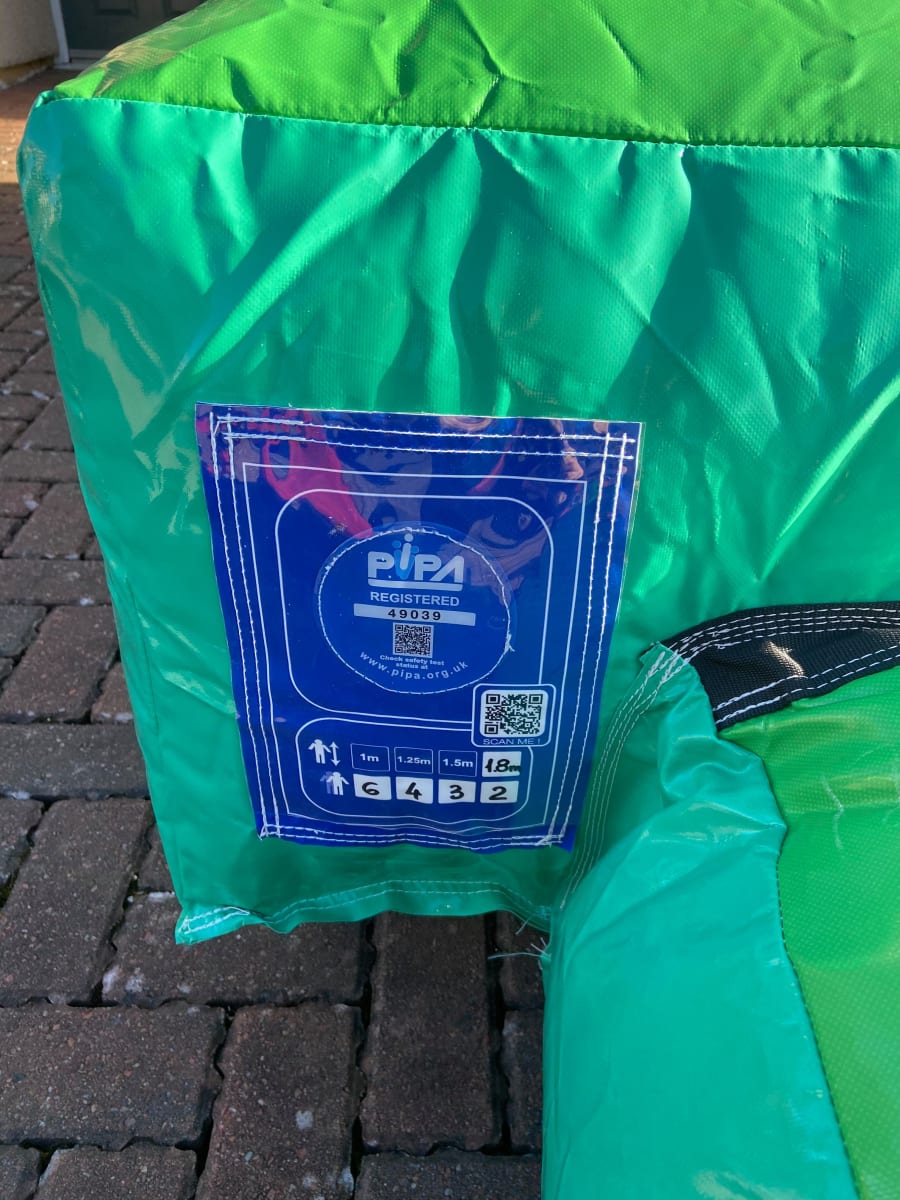 PiPA
REGISTERED
49039
Check safety test
status at
www.pipa.org.uk
SCAN ME !
1m 1.25m 1.5m 1.8m
6 4 3 2